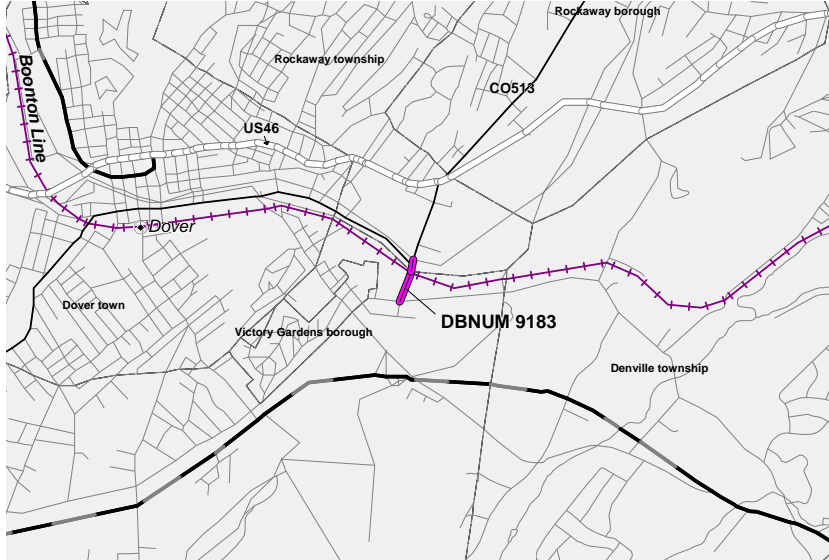 Rockaway borough
Rockaway township
Boonton Line
CO513
US46
Dover
Dover town
Victory Gardens borough
DBNUM 9183
Denville township